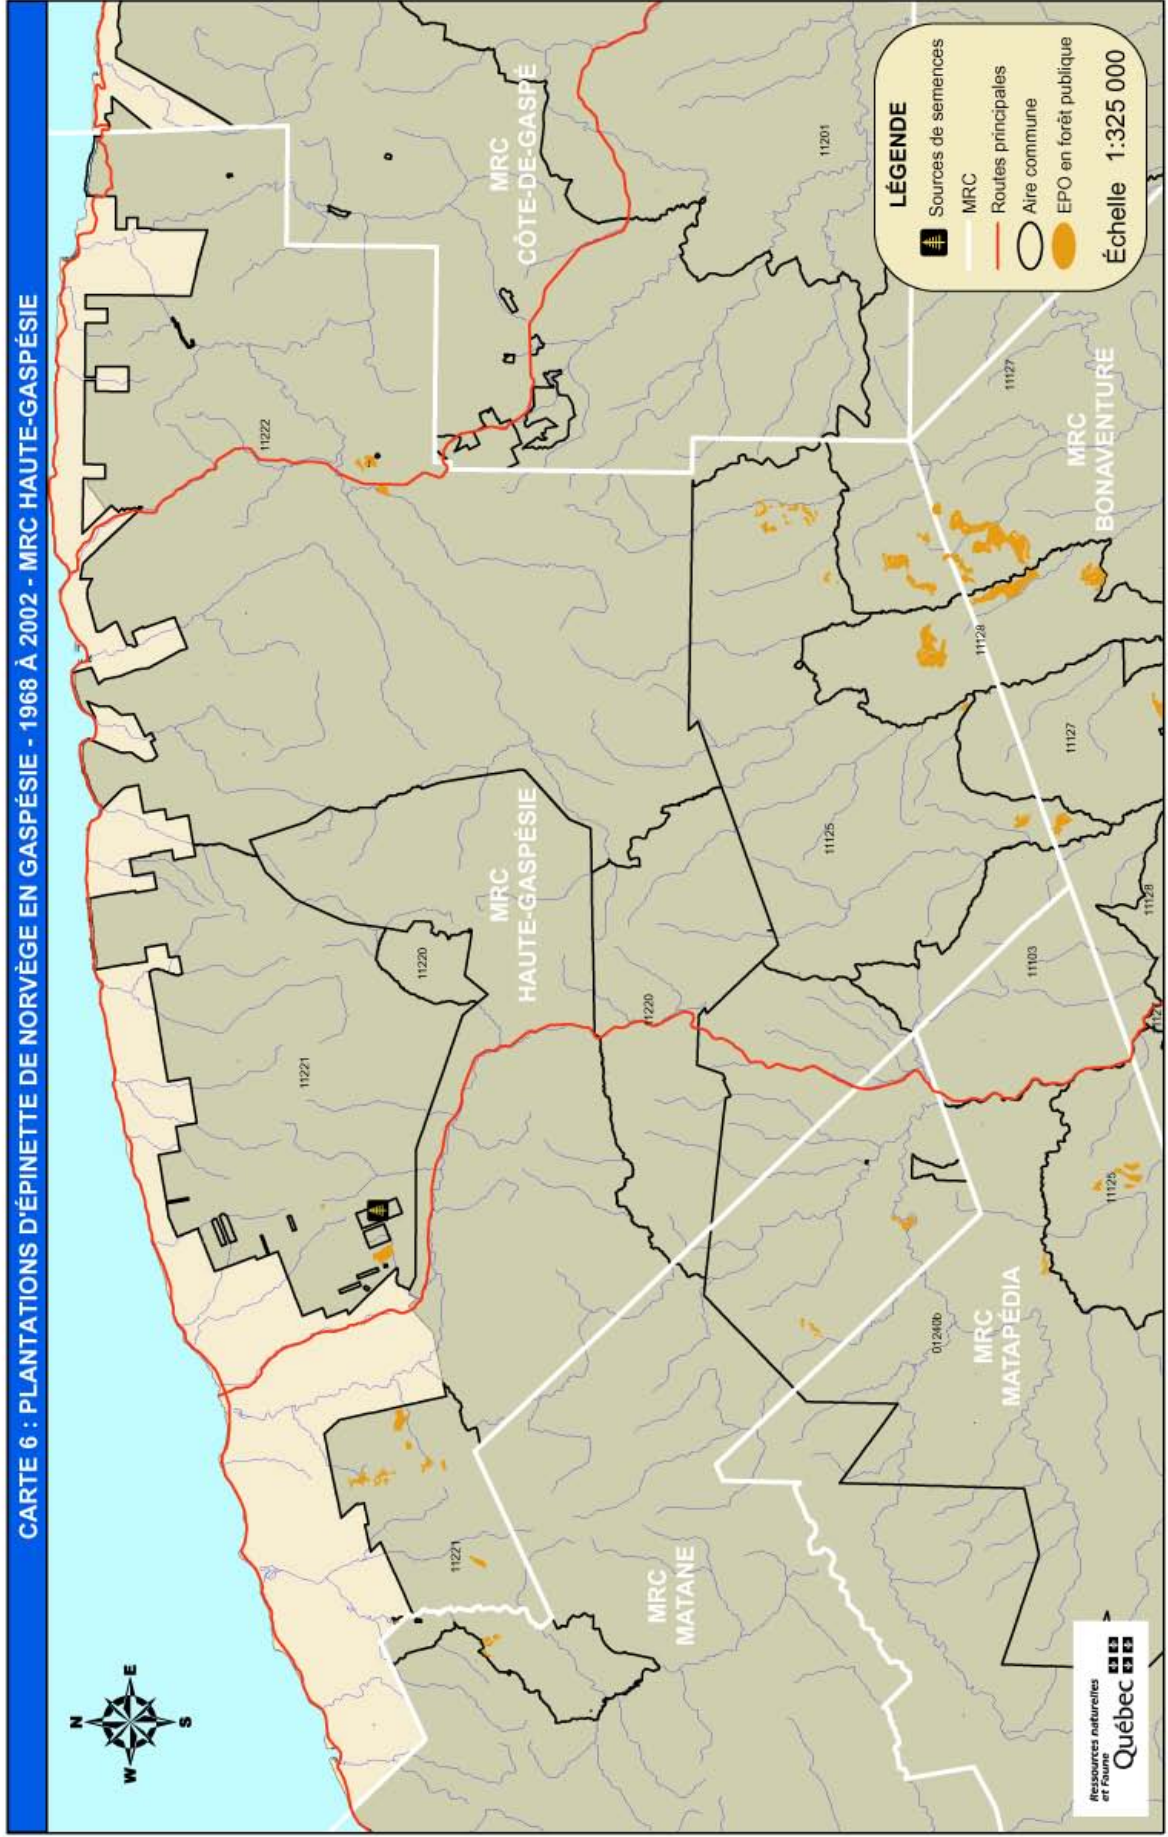 CARTE 6 : PLANTATIONS D'ÉPINETTE DE NORVÈGE EN GASPÉSIE - 1968 À 2002 - MRC HAUTE-GASPÉSIE
N
W
E
S
11222
11221
11220
MRC
HAUTE-GASPÉSIE
MRC
CÔTE-DE-GASPÉ
11221
11220
MRC
MATANE
11201
11125
11128
11127
MRC
BONAVENTURE
11127
11103
11128
01240b
MRC
MATAPÉDIA
11125
LÉGENDE
Sources de semences
MRC
Routes principales
Aire commune
EPO en forêt publique
Échelle 1:325 000
Ressources naturelles
et Faune
Québec